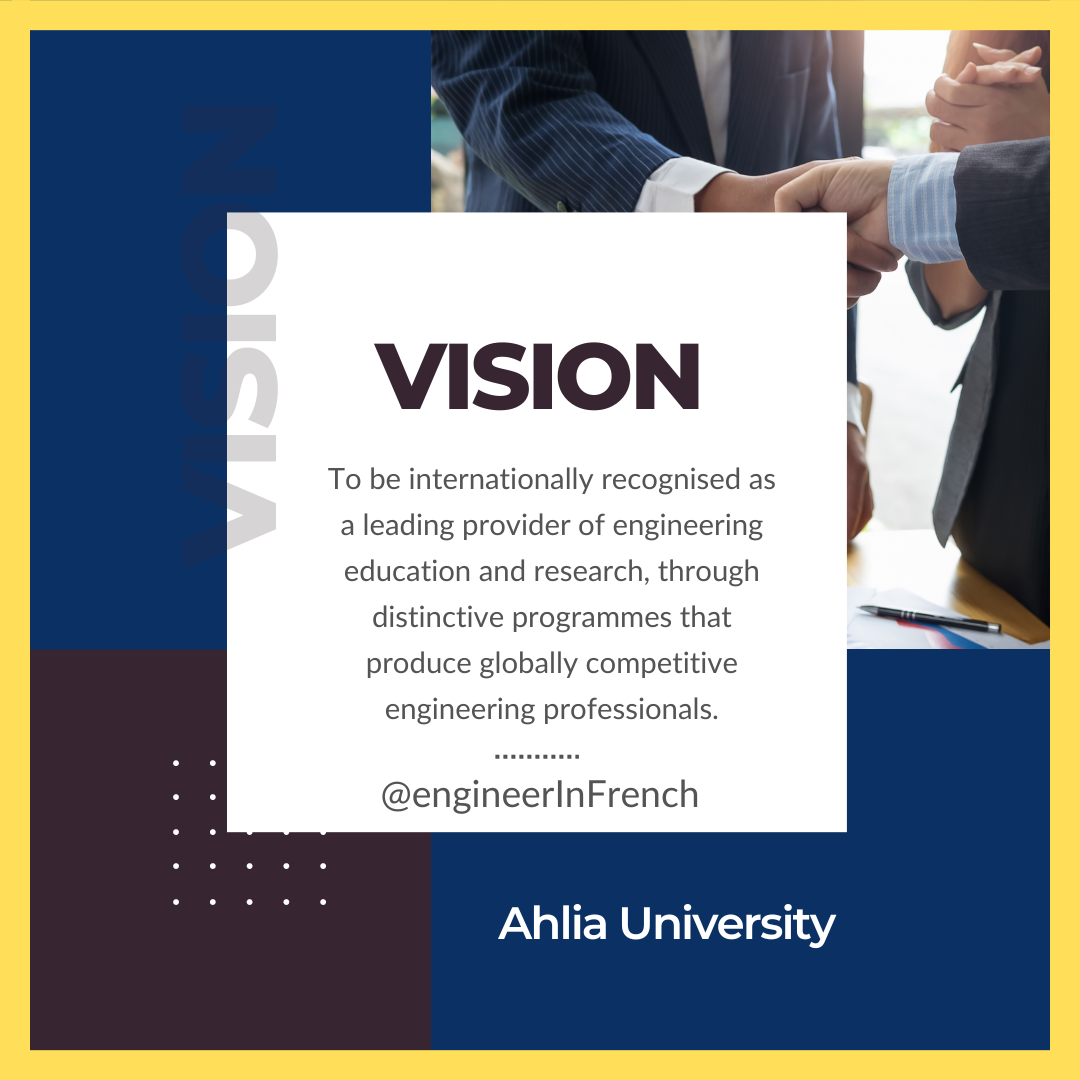 VISION
VISION
To be internationally recognised as
a leading provider of engineering
education and research, through
distinctive programmes that
produce globally competitive
engineering professionals.
...........
@engineerInFrench
Ahlia University